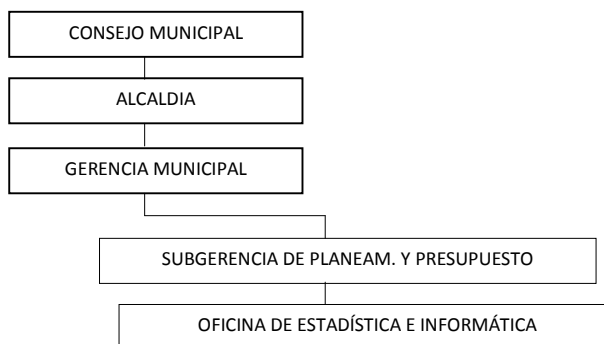 CONSEJO MUNICIPAL
ALCALDIA
GERENCIA MUNICIPAL
SUBGERENCIA DE PLANEAM. Y PRESUPUESTO
OFICINA DE ESTADÍSTICA E INFORMÁTICA